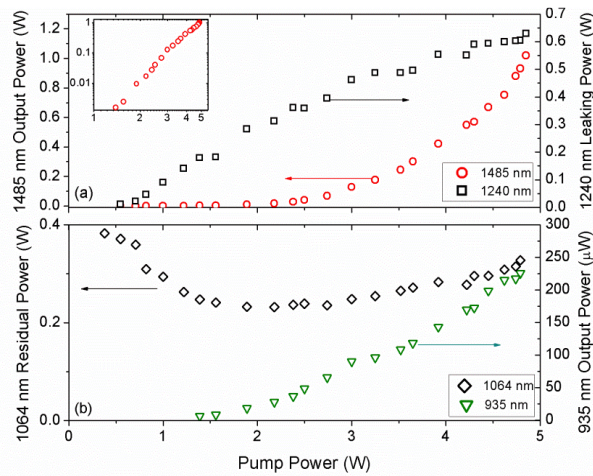 1485 nm Output Power (W)
1.2
1.0
0.8
0.6
0.4
0.2
0.0
1
0.1
0.01
1 2 3 4 5
0.7
0.6
0.5
0.4
0.3
0.2
0.1
0.0
1240 nm Leaking Power (W)
(a)
1485 nm
1240 nm
1064 nm Residual Power (W)
0.4
0.2
0.0
300
250
200
150
100
50
0
935 nm Output Power (µW)
(b)
1064 nm
935 nm
0 1 2 3 4 5
Pump Power (W)